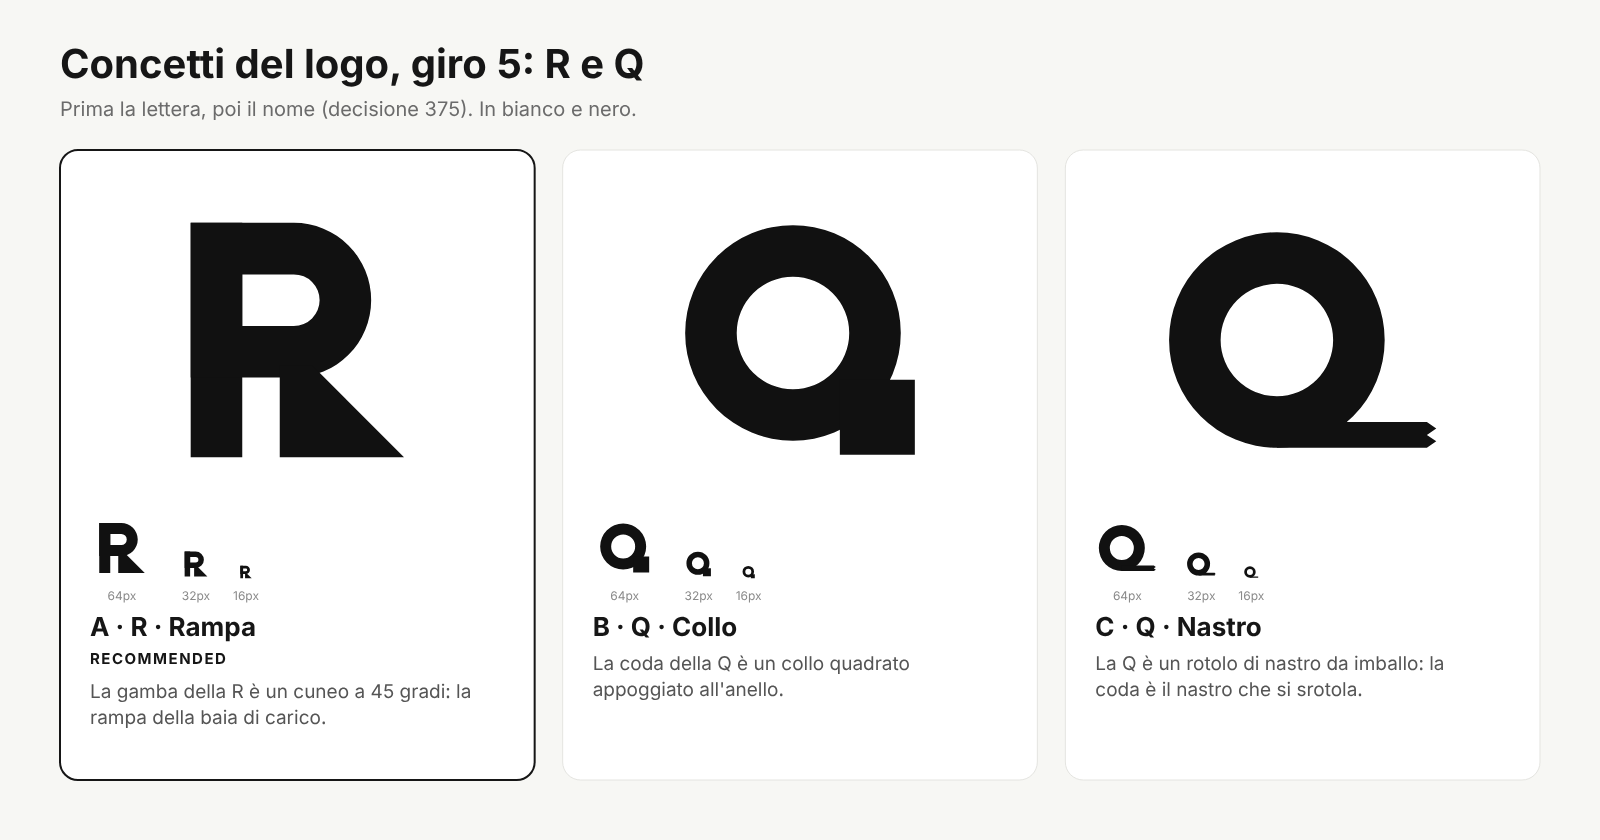 Concetti del logo, giro 5: R e Q
Prima la lettera, poi il nome (decisione 375). In bianco e nero.
R
R R R
64px 32px 16px
A · R · Rampa
RECOMMENDED
La gamba della R è un cuneo a 45 gradi: la
rampa della baia di carico.
Q
Q Q Q
64px 32px 16px
B · Q · Collo
La coda della Q è un collo quadrato
appoggiato all'anello.
Q
Q Q Q
64px 32px 16px
C · Q · Nastro
La Q è un rotolo di nastro da imballo: la
coda è il nastro che si srotola.